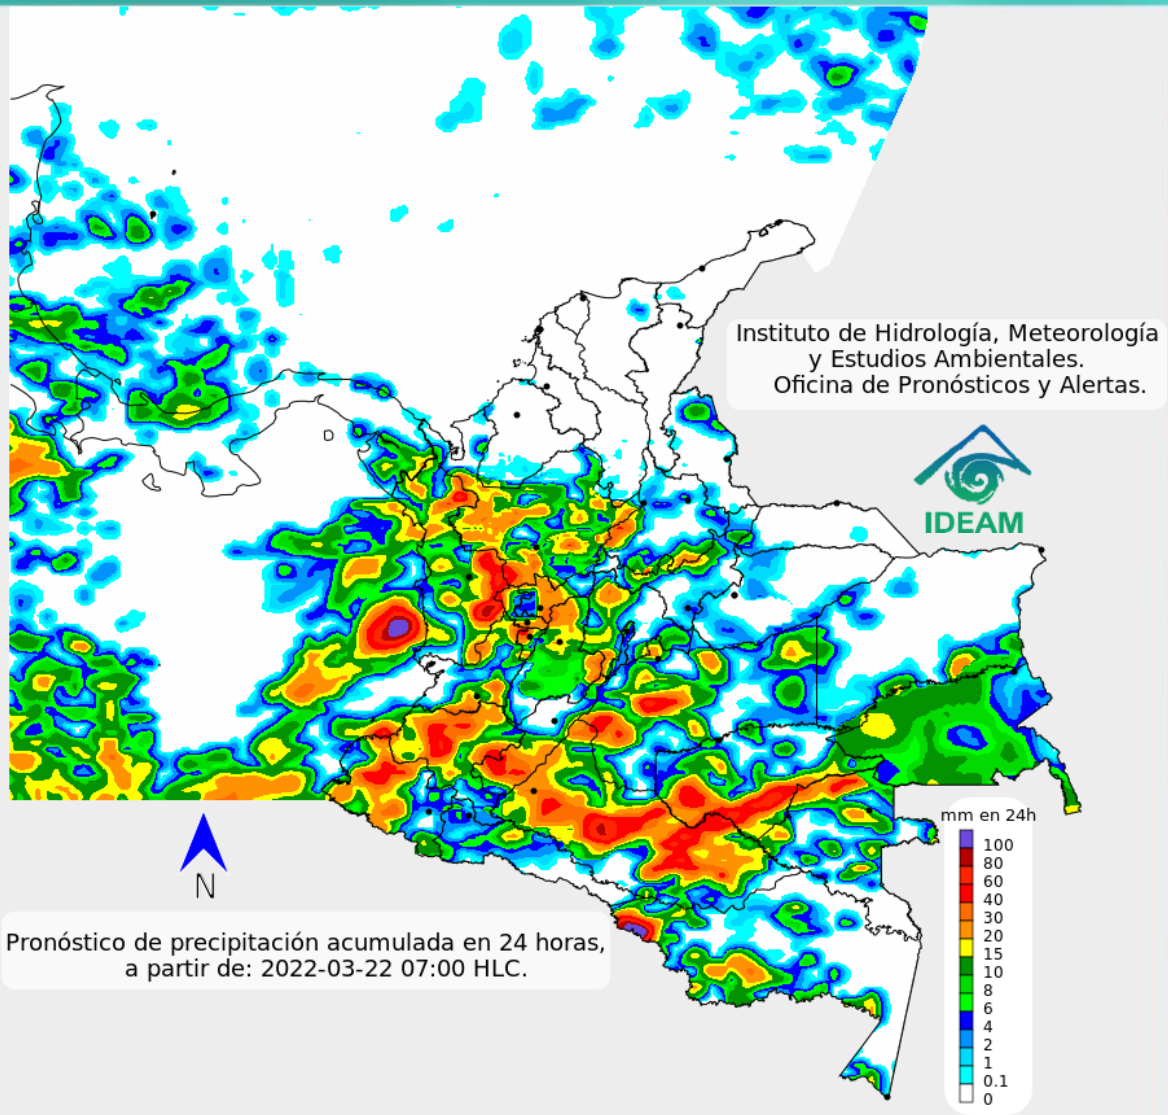 Instituto de Hidrología, Meteorología
y Estudios Ambientales.
Oficina de Pronósticos y Alertas.
IDEAM
mm en 24h
100
80
60
40
30
20
15
10
8
6
4
2
1
0.1
0
N
Pronóstico de precipitación acumulada en 24 horas,
a partir de: 2022-03-22 07:00 HLC.